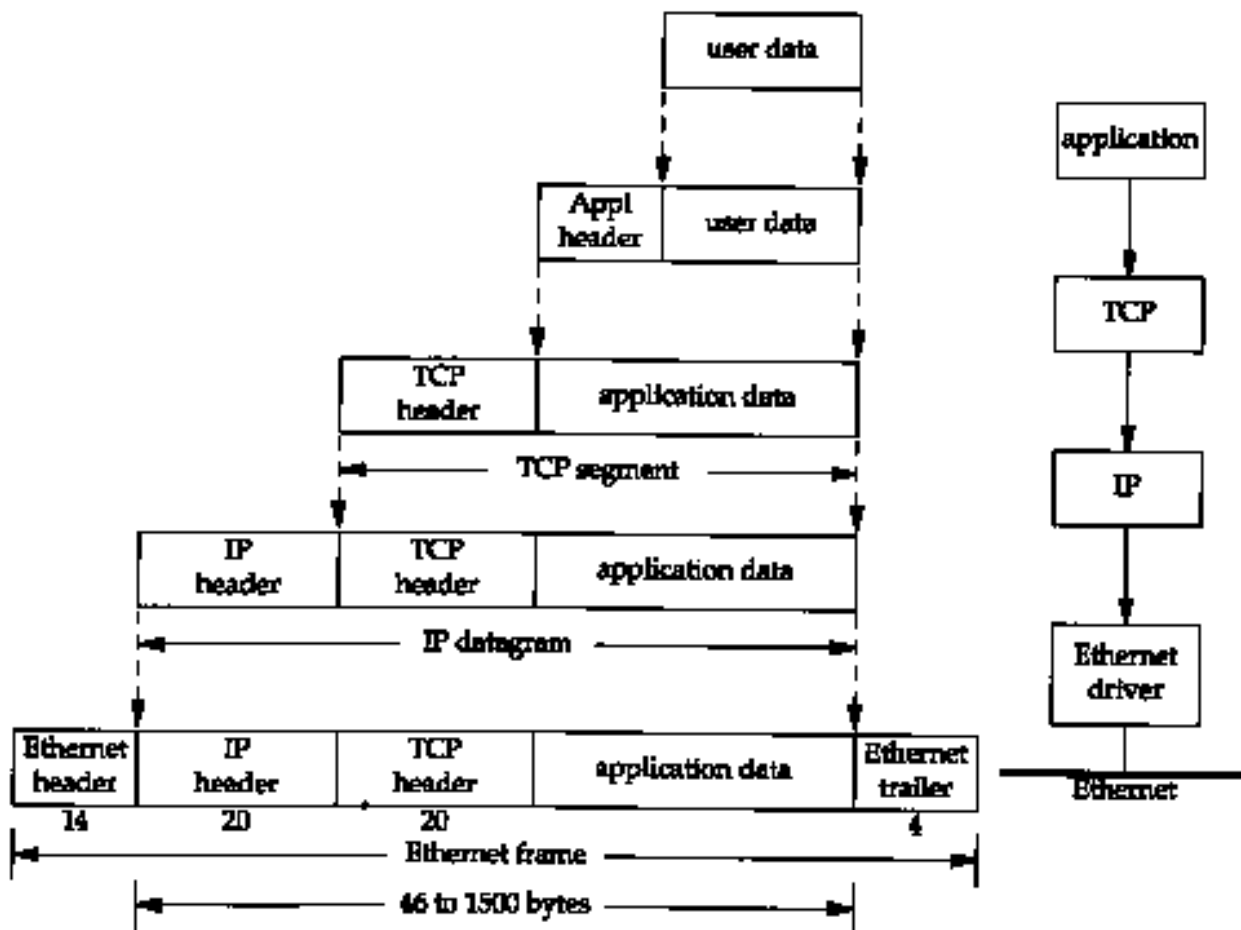 user data
application
Appl
header
user data
TCP
TCP
header
application data
TCP segment
IP
IP
header
TCP
header
application data
IP datagram
Ethernet
driver
Ethernet
header
IP
header
TCP
header
application data
Ethernet
trailer
Ethernet
14
20
20
4
Ethernet frame
46 to 1500 bytes